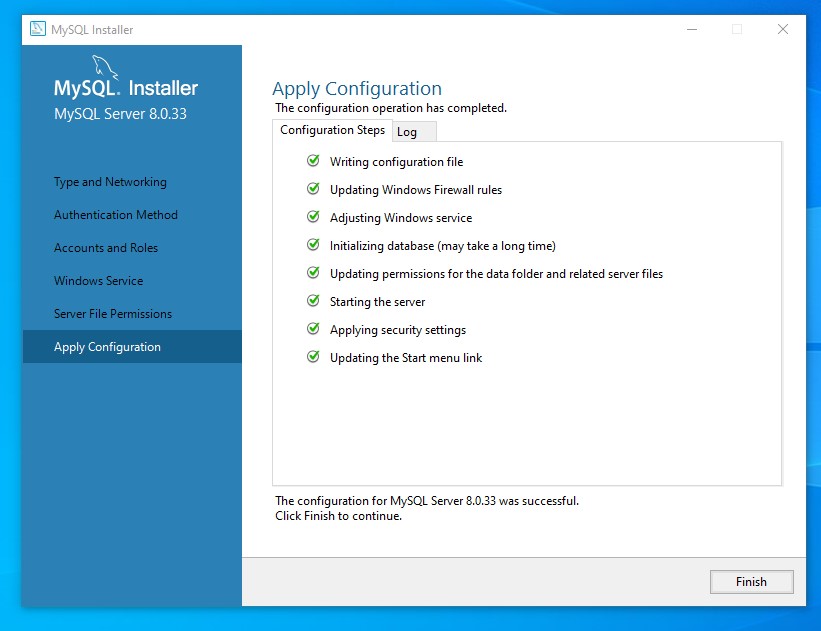 MySQL Installer
MySQL. Installer
MySQL Server 8.0.33
Type and Networking
Authentication Method
Accounts and Roles
Windows Service
Server File Permissions
Apply Configuration
Apply Configuration
The configuration operation has completed.
Configuration Steps Log
Writing configuration file
Updating Windows Firewall rules
Adjusting Windows service
Initializing database (may take a long time)
Updating permissions for the data folder and related server files
Starting the server
Applying security settings
Updating the Start menu link
The configuration for MySQL Server 8.0.33 was successful.
Click Finish to continue.
Finish